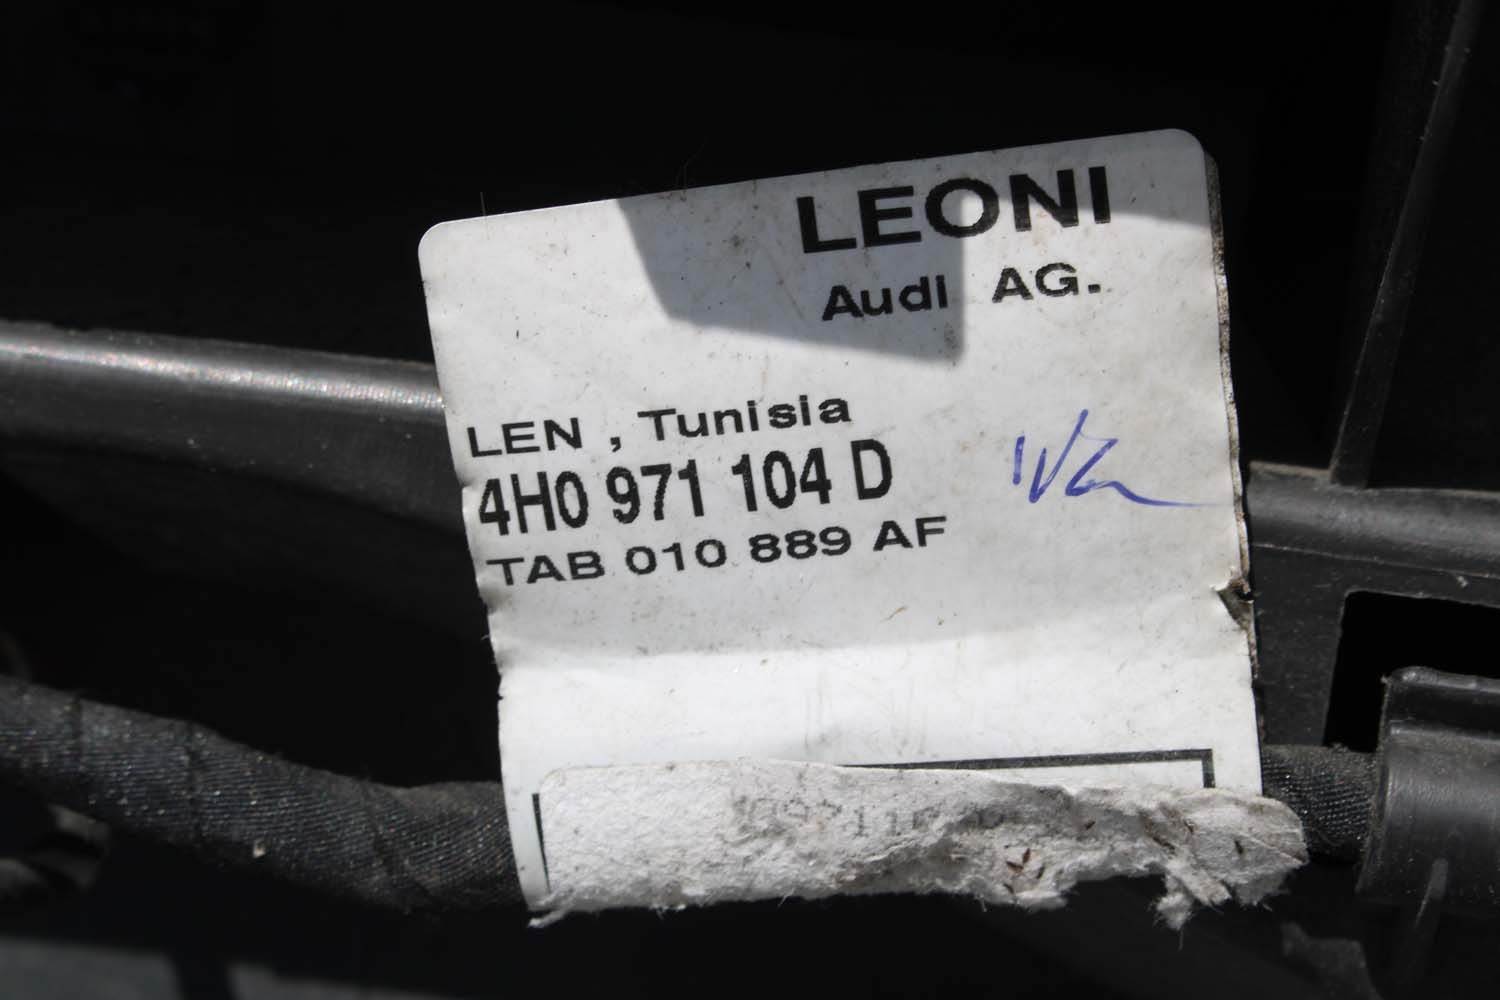 LEONI
Audi AG.
LEN , Tunisia
4H0 971 104 D
TAB 010 889 AF